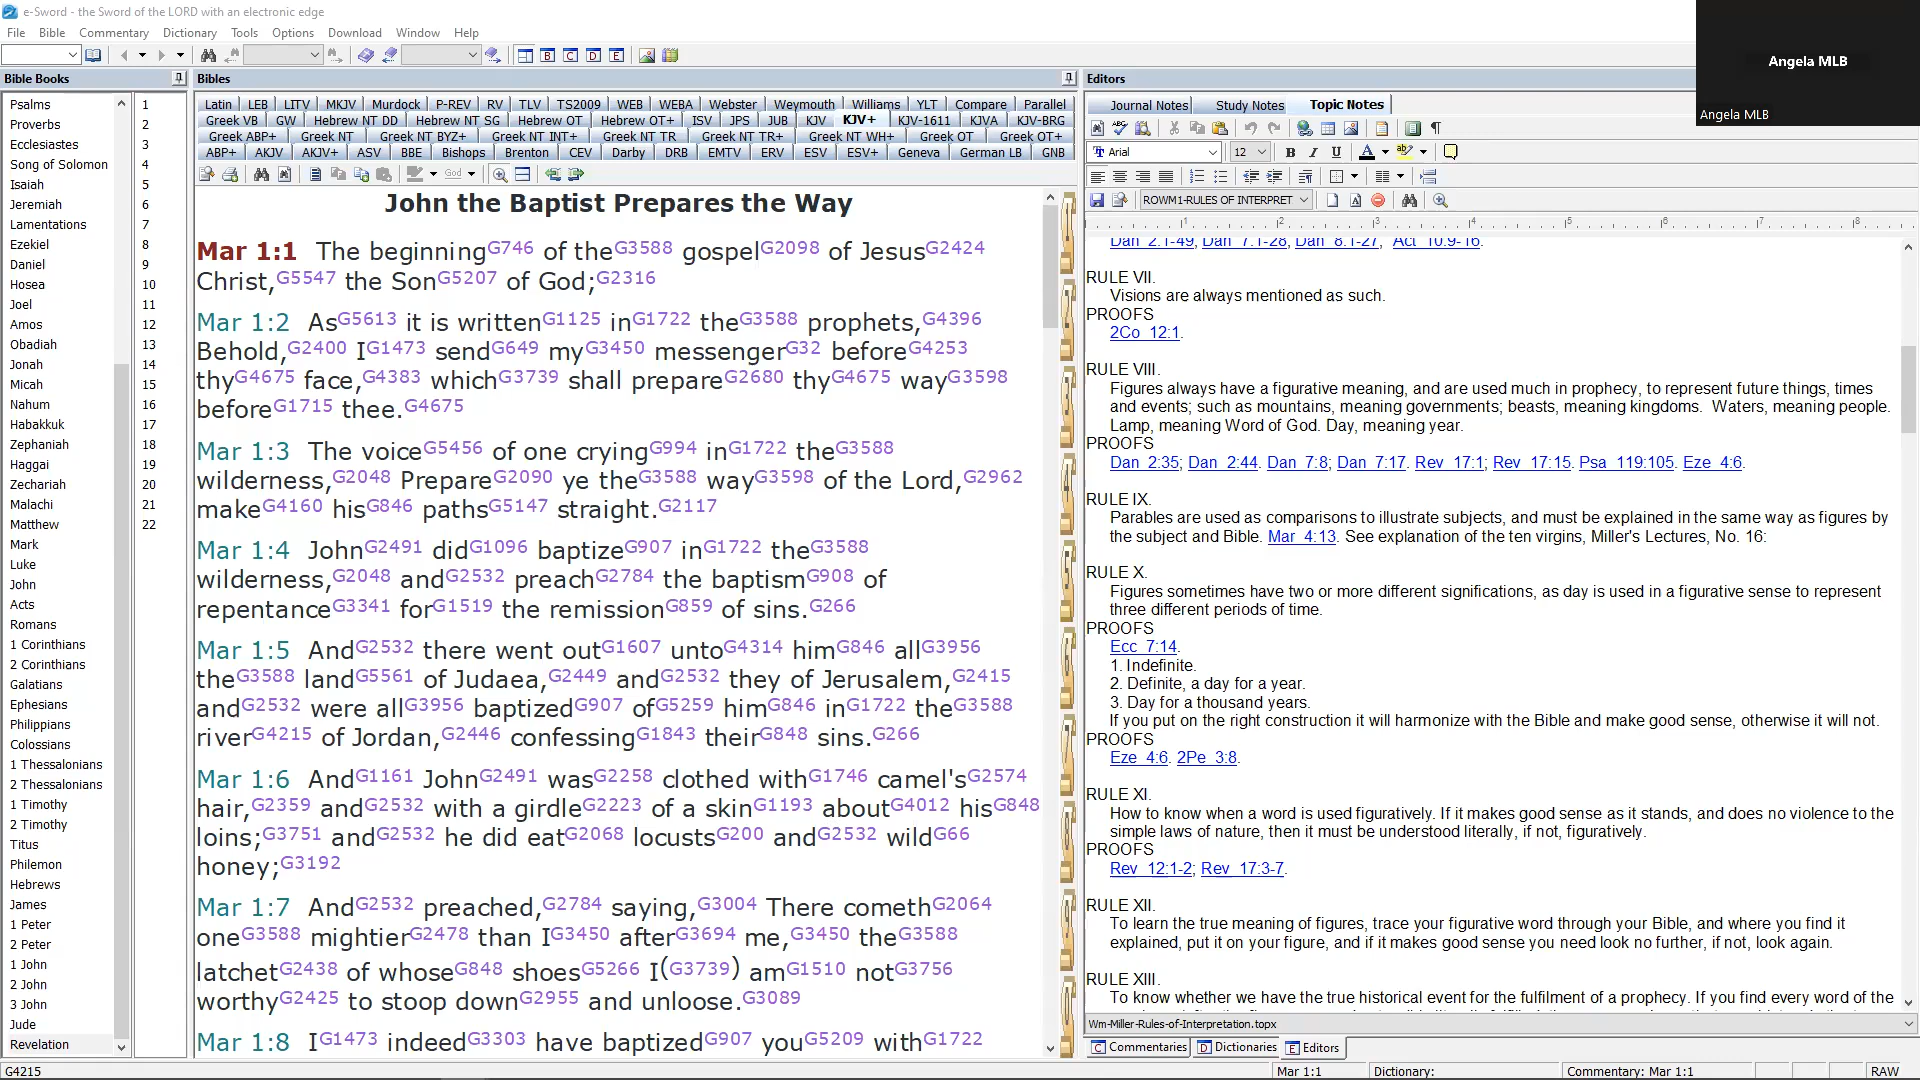 e-Sword - the Sword of the LORD with an electronic edge
File Bible Commentary Dictionary Tools Options Download Window Help
Bible Books
Psalms
Proverbs
Ecclesiastes
Song of Solomon
Isaiah
Jeremiah
Lamentations
Ezekiel
Daniel
Hosea
Joel
Amos
Obadiah
Jonah
Micah
Nahum
Habakkuk
Zephaniah
Haggai
Zechariah
Malachi
Matthew
Mark
Luke
John
Acts
Romans
1 Corinthians
2 Corinthians
Galatians
Ephesians
Philippians
Colossians
1 Thessalonians
2 Thessalonians
1 Timothy
2 Timothy
Titus
Philemon
Hebrews
James
1 Peter
2 Peter
1 John
2 John
3 John
Jude
Revelation
1
2
3
4
5
6
7
8
9
10
11
12
13
14
15
16
17
18
19
20
21
22
Bibles
Latin LEB LITV MKJV Murdock P-REV RV TLV TS2009 WEB WEBA Webster Weymouth Williams YLT Compare Parallel
Greek VB GW Hebrew NT DD Hebrew NT SG Hebrew OT Hebrew OT+ ISV JPS JUB KJV KJV+ KJV-1611 KJVA KJV-BRG
Greek ABP+ Greek NT Greek NT BYZ+ Greek NT INT+ Greek NT TR Greek NT TR+ Greek NT WH+ Greek OT Greek OT+
ABP+ AKJV AKJV+ ASV BBE Bishops Brenton CEV Darby DRB EMTV ERV ESV ESV+ Geneva German LB GNB
God
John the Baptist Prepares the Way
Mar 1:1 The beginningG746 of theG3588 gospelG2098 of JesusG2424
Christ,G5547 the SonG5207 of God;G2316
Mar 1:2 AsG5613 it is writtenG1125 inG1722 theG3588 prophets,G4396
Behold,G2400 IG1473 sendG649 myG3450 messengerG32 beforeG4253
thyG4675 face,G4383 whichG3739 shall prepareG2680 thyG4675 wayG3598
beforeG1715 thee.G4675
Mar 1:3 The voiceG5456 of one cryingG994 inG1722 theG3588
wilderness,G2048 PrepareG2090 ye theG3588 wayG3598 of the Lord,G2962
makeG4160 hisG846 pathsG5147 straight.G2117
Mar 1:4 JohnG2491 didG1096 baptizeG907 inG1722 theG3588
wilderness,G2048 andG2532 preachG2784 the baptismG908 of
repentanceG3341 forG1519 the remissionG859 of sins.G266
Mar 1:5 AndG2532 there went outG1607 untoG4314 himG846 allG3956
theG3588 landG5561 of Judaea,G2449 andG2532 they of Jerusalem,G2415
andG2532 were allG3956 baptizedG907 ofG5259 himG846 inG1722 theG3588
riverG4215 of Jordan,G2446 confessingG1843 theirG848 sins.G266
Mar 1:6 AndG1161 JohnG2491 wasG2258 clothed withG1746 camel'sG2574
hair,G2359 andG2532 with a girdleG2223 of a skinG1193 aboutG4012 hisG848
loins;G3751 andG2532 he did eatG2068 locustsG200 andG2532 wildG66
honey;G3192
Mar 1:7 AndG2532 preached,G2784 saying,G3004 There comethG2064
oneG3588 mightierG2478 than IG3450 afterG3694 me,G3450 theG3588
latchetG2438 of whoseG848 shoesG5266 I(G3739) amG1510 notG3756
worthyG2425 to stoop downG2955 and unloose.G3089
Mar 1:8 IG1473 indeedG3303 have baptizedG907 youG5209 withG1722
Editors
Journal Notes Study Notes Topic Notes
Arial 12 B I U A ab
ROWM1-RULES OF INTERPRET
1 2 3 4 5 6 7 8
Dan 2:1-49; Dan 7:1-28; Dan 8:1-27; Act 10:9-16.
RULE VII.
Visions are always mentioned as such.
PROOFS
2Co 12:1.
RULE VIII.
Figures always have a figurative meaning, and are used much in prophecy, to represent future things, times
and events; such as mountains, meaning governments; beasts, meaning kingdoms. Waters, meaning people.
Lamp, meaning Word of God. Day, meaning year.
PROOFS
Dan 2:35; Dan 2:44. Dan 7:8; Dan 7:17. Rev 17:1; Rev 17:15. Psa 119:105. Eze 4:6.
RULE IX.
Parables are used as comparisons to illustrate subjects, and must be explained in the same way as figures by
the subject and Bible. Mar 4:13. See explanation of the ten virgins, Miller's Lectures, No. 16:
RULE X.
Figures sometimes have two or more different significations, as day is used in a figurative sense to represent
three different periods of time.
PROOFS
Ecc 7:14.
1. Indefinite.
2. Definite, a day for a year.
3. Day for a thousand years.
If you put on the right construction it will harmonize with the Bible and make good sense, otherwise it will not.
PROOFS
Eze 4:6. 2Pe 3:8.
RULE XI.
How to know when a word is used figuratively. If it makes good sense as it stands, and does no violence to the
simple laws of nature, then it must be understood literally, if not, figuratively.
PROOFS
Rev 12:1-2; Rev 17:3-7.
RULE XII.
To learn the true meaning of figures, trace your figurative word through your Bible, and where you find it
explained, put it on your figure, and if it makes good sense you need look no further, if not, look again.
RULE XIII.
To know whether we have the true historical event for the fulfilment of a prophecy. If you find every word of the
Wm-Miller-Rules-of-Interpretation.topx
Commentaries Dictionaries Editors
G4215 Mar 1:1 Dictionary: Commentary: Mar 1:1 RAW
Angela MLB
Angela MLB